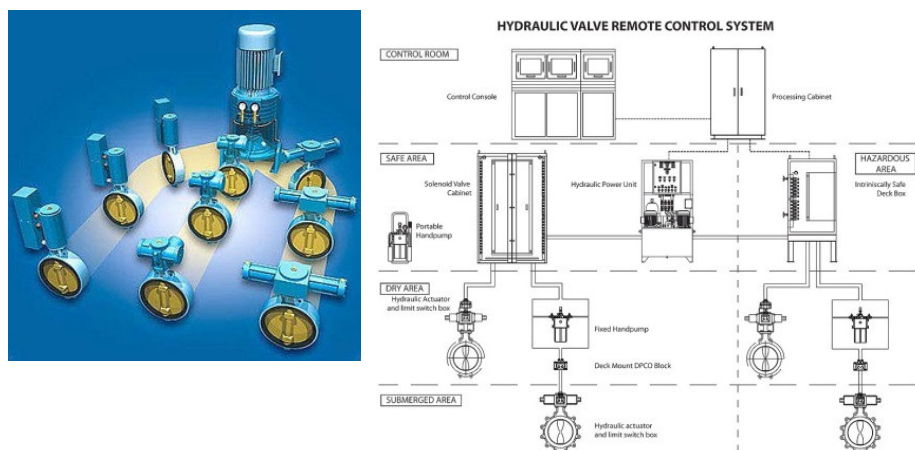 HYDRAULIC VALVE REMOTE CONTROL SYSTEM
CONTROL ROOM
Control Console
Processing Cabinet
SAFE AREA
HAZARDOUS
AREA
Solenoid Valve
Cabinet
Hydraulic Power Unit
Intriniscally Safe
Deck Box
Portable
Handpump
DRY AREA
Hydraulic Actuator
and limit switch box
Fixed Handpump
Deck Mount DPCO Block
SUBMERGED AREA
Hydraulic actuator
and limit switch box